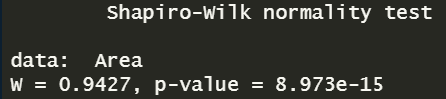 Shapiro-Wilk normality test
data:  Area
W = 0.9427, p-value = 8.973e-15